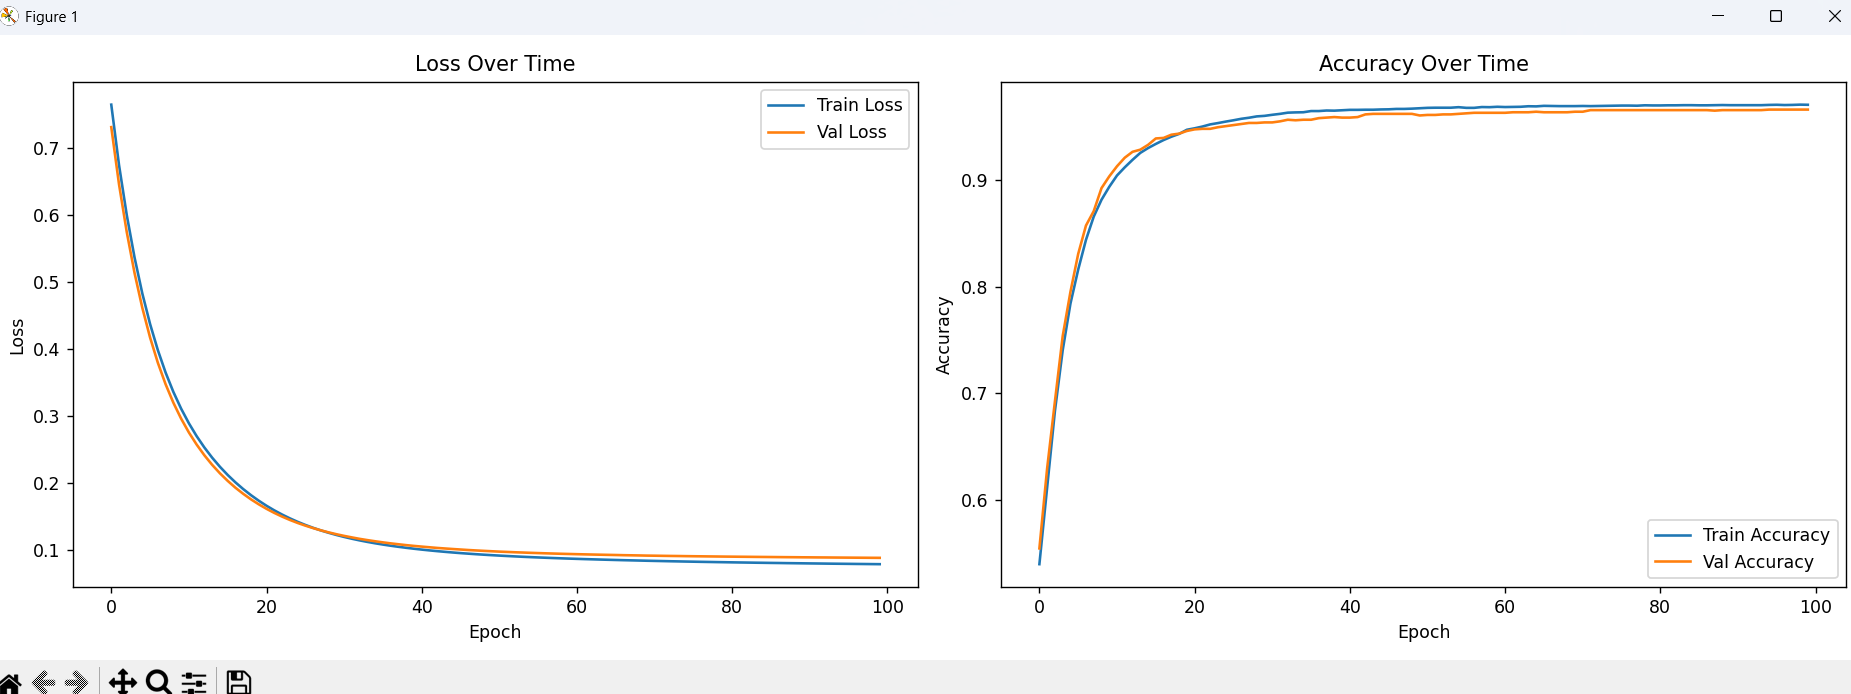 Figure 1
Loss Over Time
Train Loss
Val Loss
0.7
0.6
0.5
0.4
0.3
0.2
0.1
Loss
0 20 40 60 80 100
Epoch
Accuracy Over Time
0.9
0.8
0.7
0.6
Accuracy
Train Accuracy
Val Accuracy
0 20 40 60 80 100
Epoch